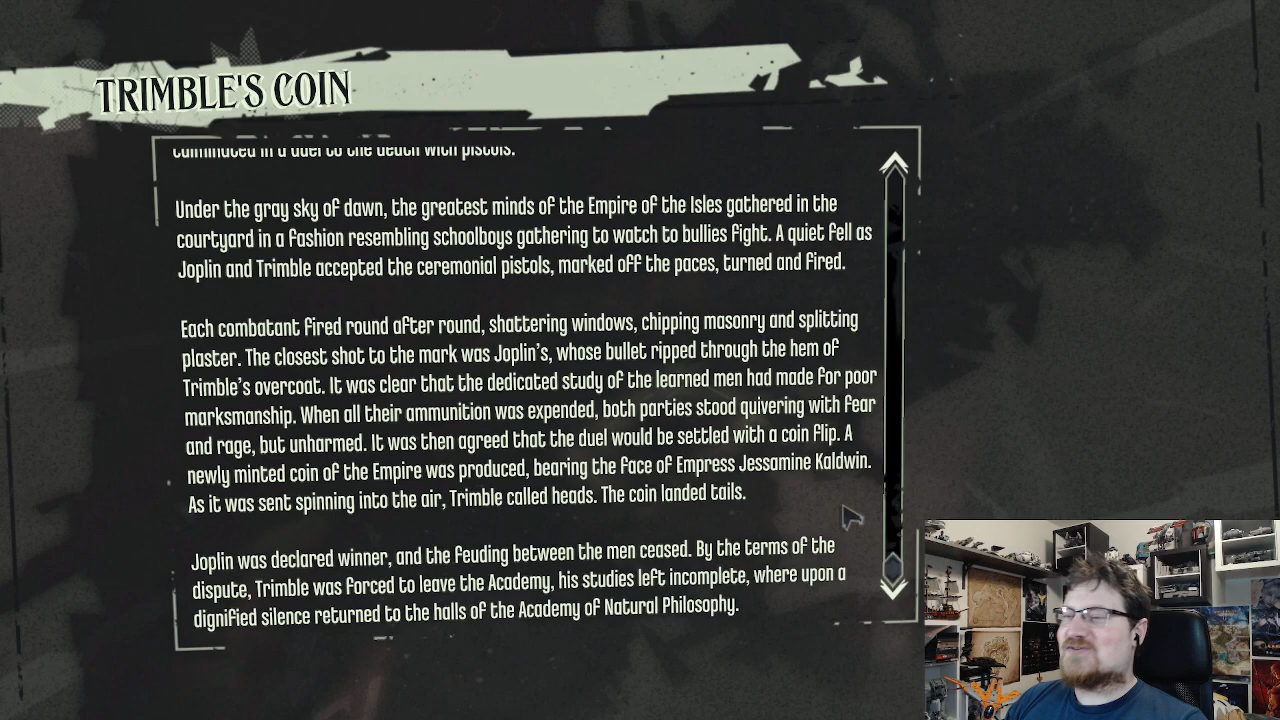 TRIMBLE'S COIN
culminated in a duel to the death with pistols.
Under the gray sky of dawn, the greatest minds of the Empire of the Isles gathered in the
courtyard in a fashion resembling schoolboys gathering to watch to bullies fight. A quiet fell as
Joplin and Trimble accepted the ceremonial pistols, marked off the paces, turned and fired.
Each combatant fired round after round, shattering windows, chipping masonry and splitting
plaster. The closest shot to the mark was Joplin's, whose bullet ripped through the hem of
Trimble's overcoat. It was clear that the dedicated study of the learned men had made for poor
marksmanship. When all their ammunition was expended, both parties stood quivering with fear
and rage, but unharmed. It was then agreed that the duel would be settled with a coin flip. A
newly minted coin of the Empire was produced, bearing the face of Empress Jessamine Kaldwin.
As it was sent spinning into the air, Trimble called heads. The coin landed tails.
Joplin was declared winner, and the feuding between the men ceased. By the terms of the
dispute, Trimble was forced to leave the Academy, his studies left incomplete, where upon a
dignified silence returned to the halls of the Academy of Natural Philosophy.